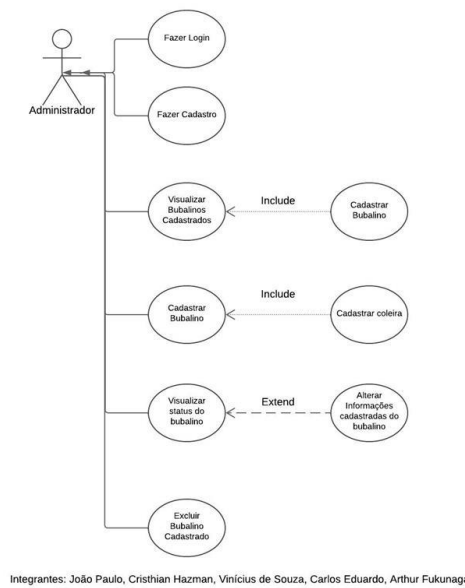 Fazer Login
Administrador
Fazer Cadastro
Visualizar
Bubalinos
Cadastrados
Include
Cadastrar
Bubalino
Cadastrar
Bubalino
Include
Cadastrar coleira
Visualizar
status do
bubalino
Extend
Alterar
Informações
cadastradas do
bubalino
Excluir
Bubalino
Cadastrado
Integrantes: João Paulo, Cristhian Hazman, Vinícius de Souza, Carlos Eduardo, Arthur